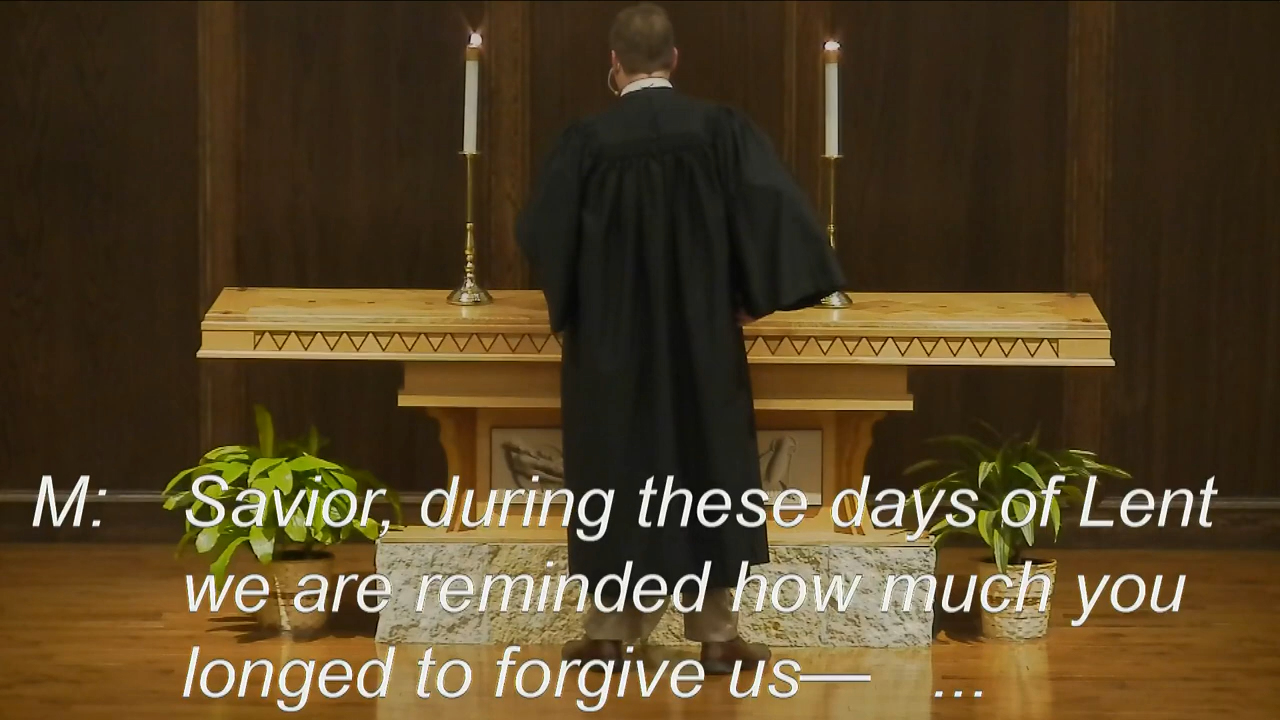 M: Savior, during these days of Lent
we are reminded how much you
longed to forgive us— ...